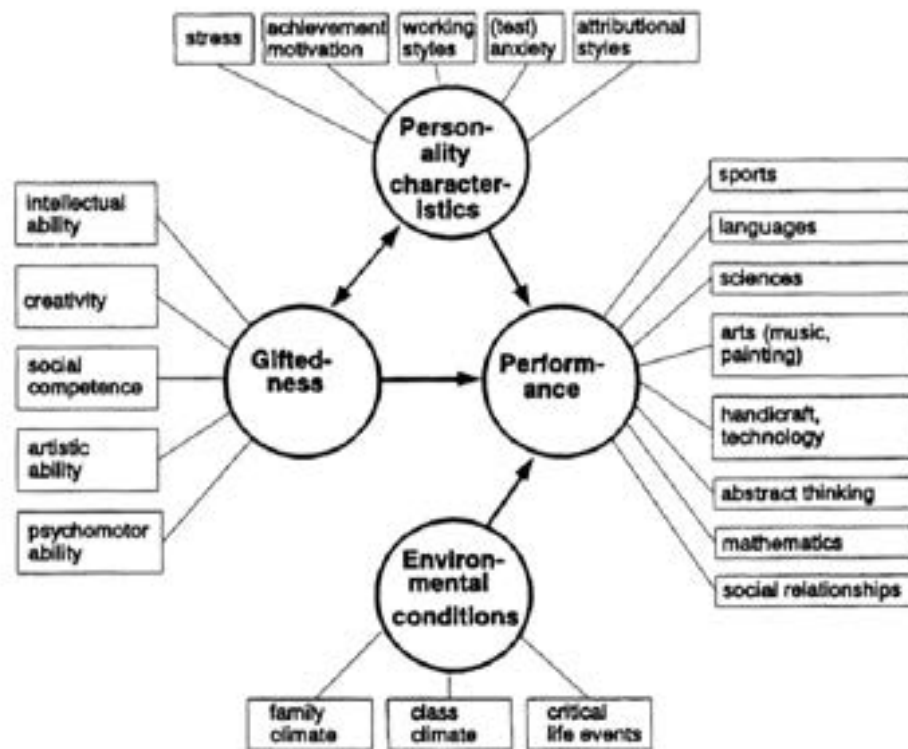 stress
achievement
motivation
working
styles
(test)
anxiety
attributional
styles
Person-
ality
character-
istics
intellectual
ability
creativity
social
competence
artistic
ability
psychomotor
ability
Gifted-
ness
Perform-
ance
sports
languages
sciences
arts (music,
painting)
handicraft,
technology
abstract thinking
mathematics
social relationships
Environ-
mental
conditions
family
climate
class
climate
critical
life events